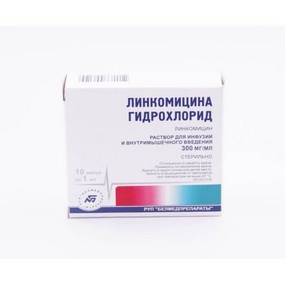 ЛИНКОМИЦИНА
ГИДРОХЛОРИД
ЛИНКОМИЦИН
РАСТВОР ДЛЯ ИНФУЗИЙ
И ВНУТРИМЫШЕЧНОГО ВВЕДЕНИЯ
300 МГ/МЛ
СТЕРИЛЬНО
10 ампул
по 1 мл
РУП "БЕЛМЕДПРЕПАРАТЫ"